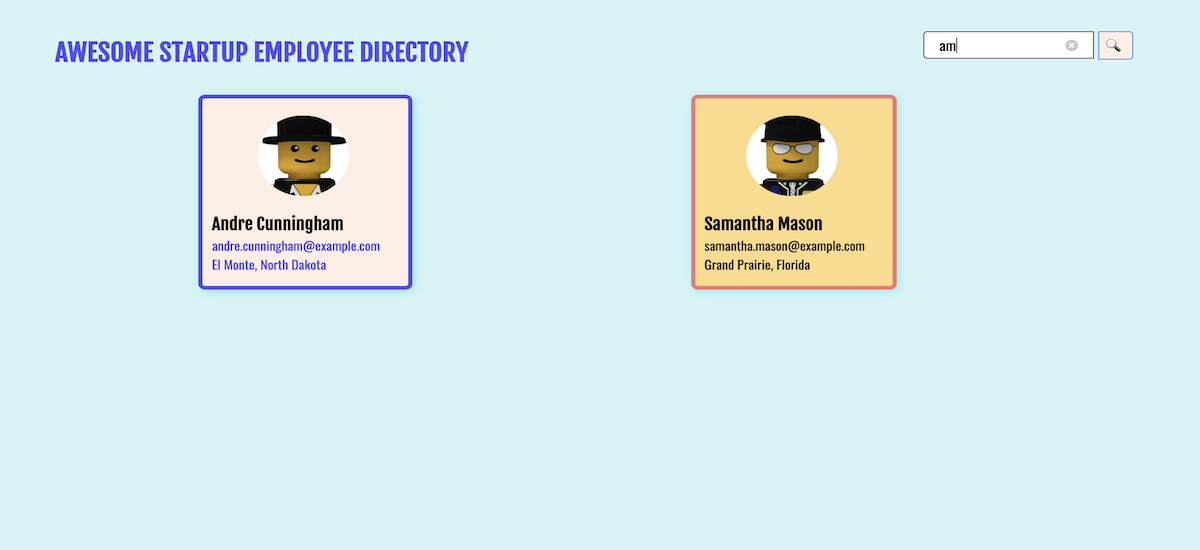 AWESOME STARTUP EMPLOYEE DIRECTORY
am
Andre Cunningham
andre.cunningham@example.com
El Monte, North Dakota
Samantha Mason
samantha.mason@example.com
Grand Prairie, Florida